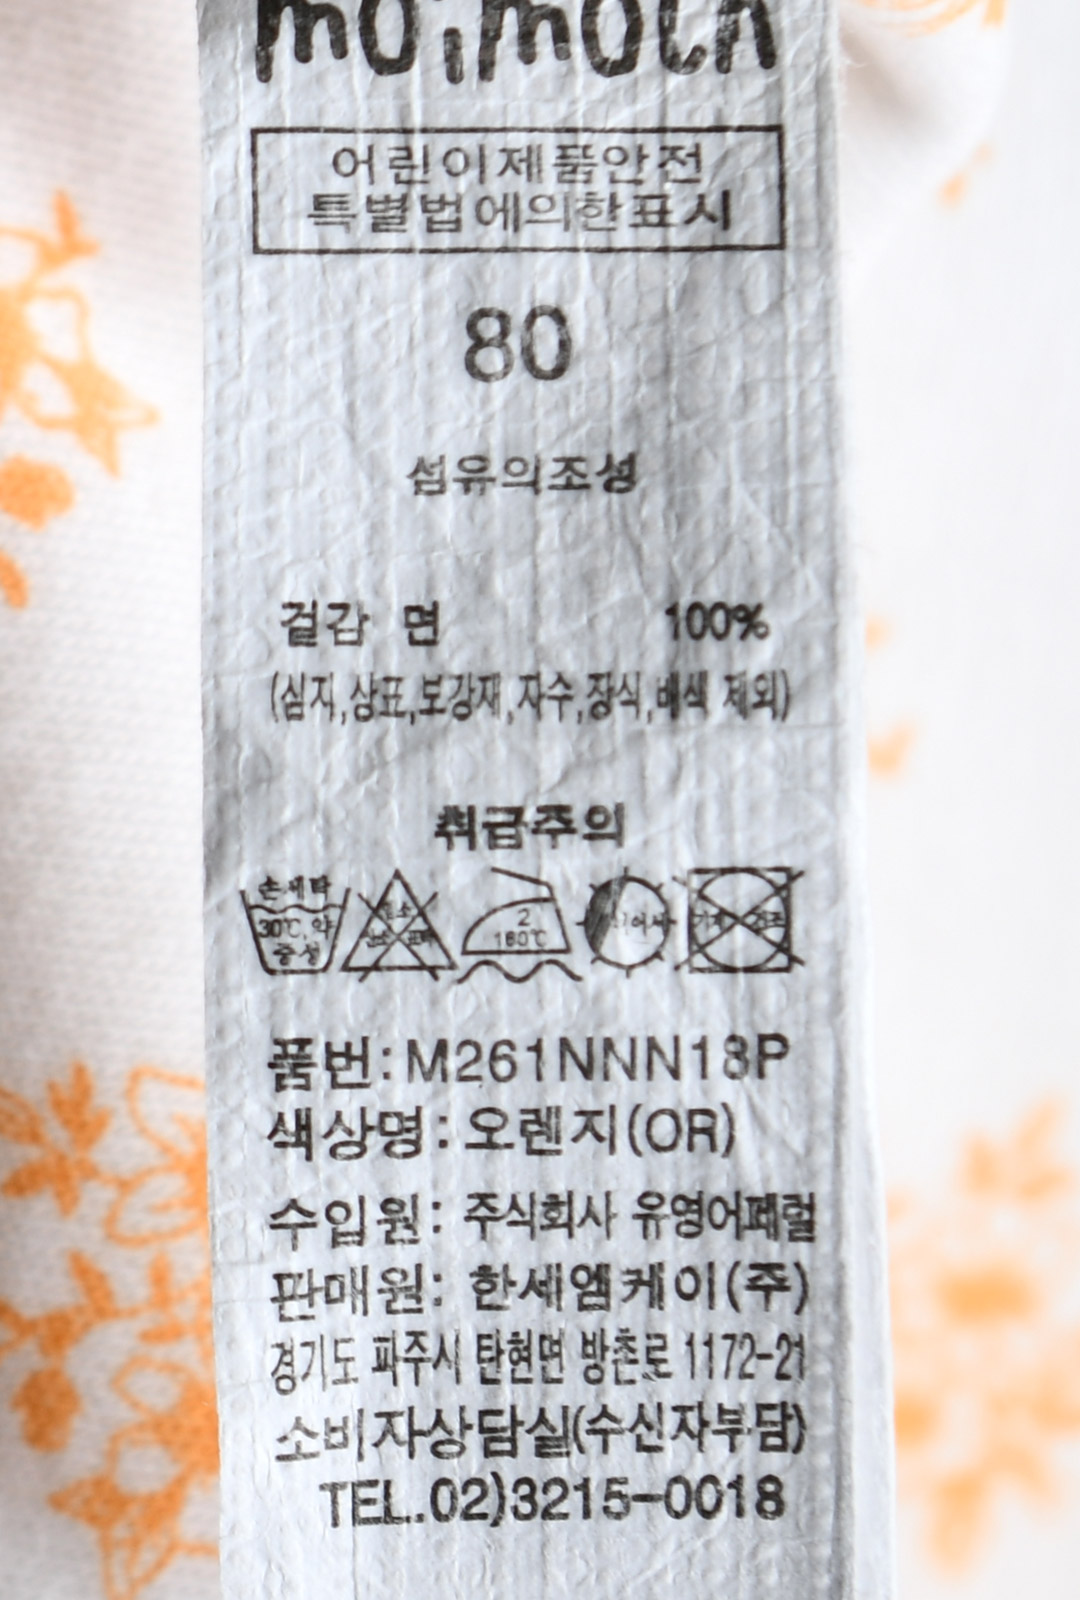 moimoln
어린이제품안전
특별법에의한표시
80
섬유의조성
겉감 면 100%
(심지,상표,보강재,자수,장식,배색 제외)
취급주의
손세탁
30℃,약
중성
2
160℃
품번:M261NNN13P
색상명:오렌지(OR)
수입원: 주식회사 유영어패럴
판매원: 한세엠케이(주)
경기도 파주시 탄현면 방촌로 1172-21
소비자상담실(수신자부담)
TEL.02)3215-0018